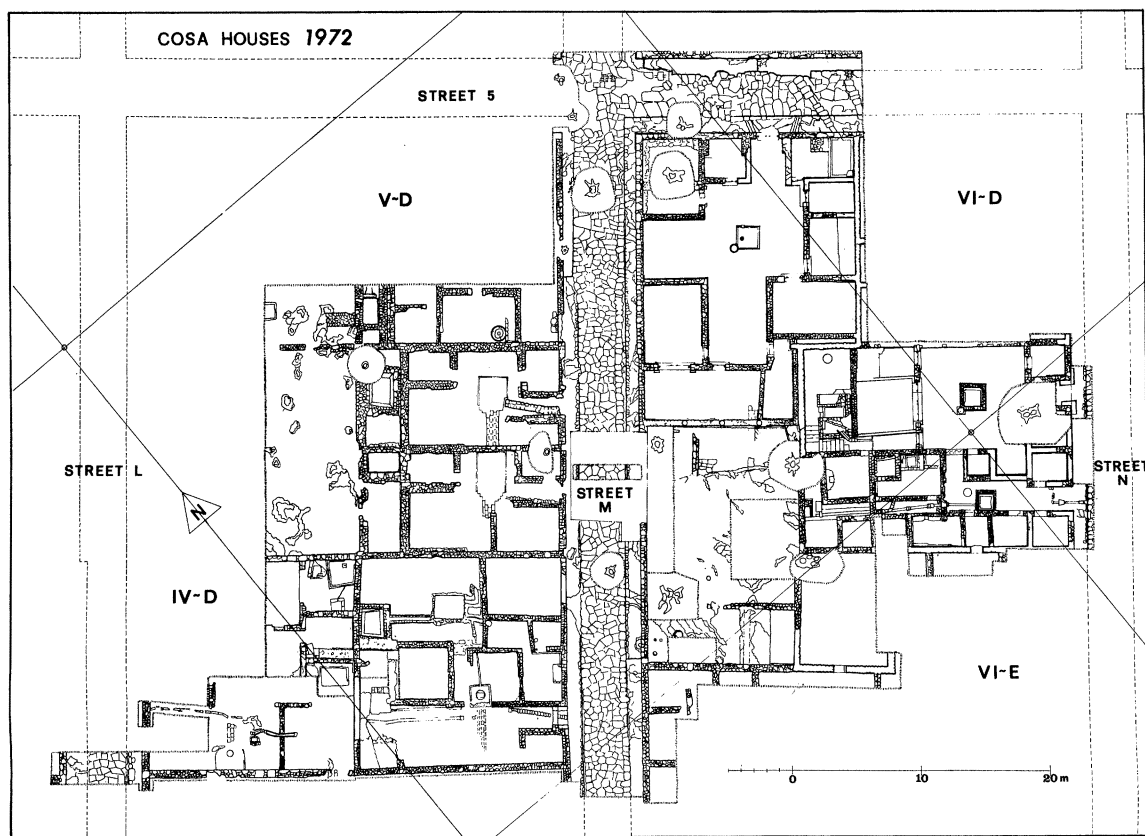 COSA HOUSES 1972
STREET 5
V~D
VI~D
STREET L
STREET
M
STREET
N
N
IV~D
VI~E
0 10 20 m